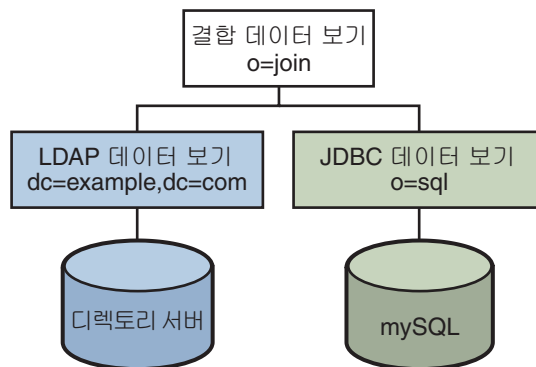 결합 데이터 보기
o=join
LDAP 데이터 보기
dc=example,dc=com
JDBC 데이터 보기
o=sql
디렉토리 서버
mySQL